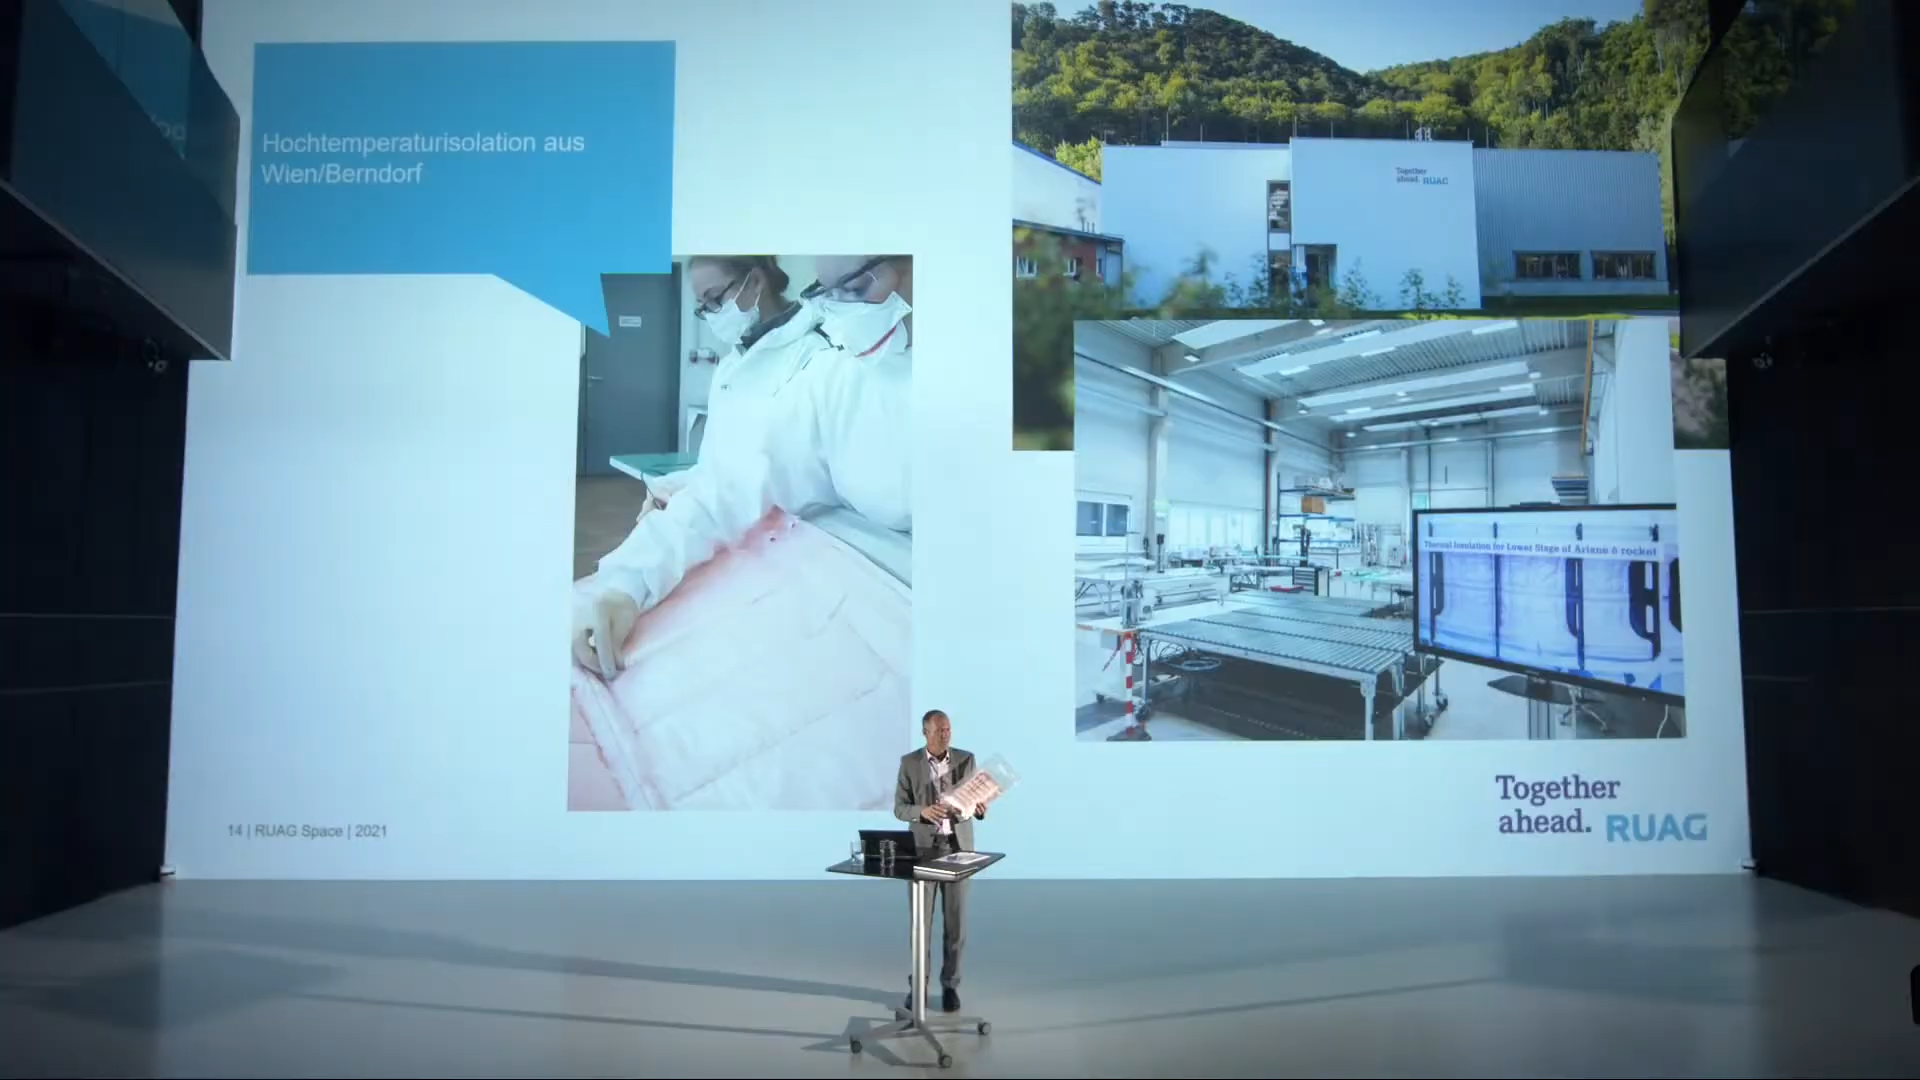 Hochtemperaturisolation aus
Wien/Berndorf
Together
ahead. RUAG
Thermal Insulation for Lower Stage of Ariane 6 rocket
14 | RUAG Space | 2021
Together
ahead. RUAG